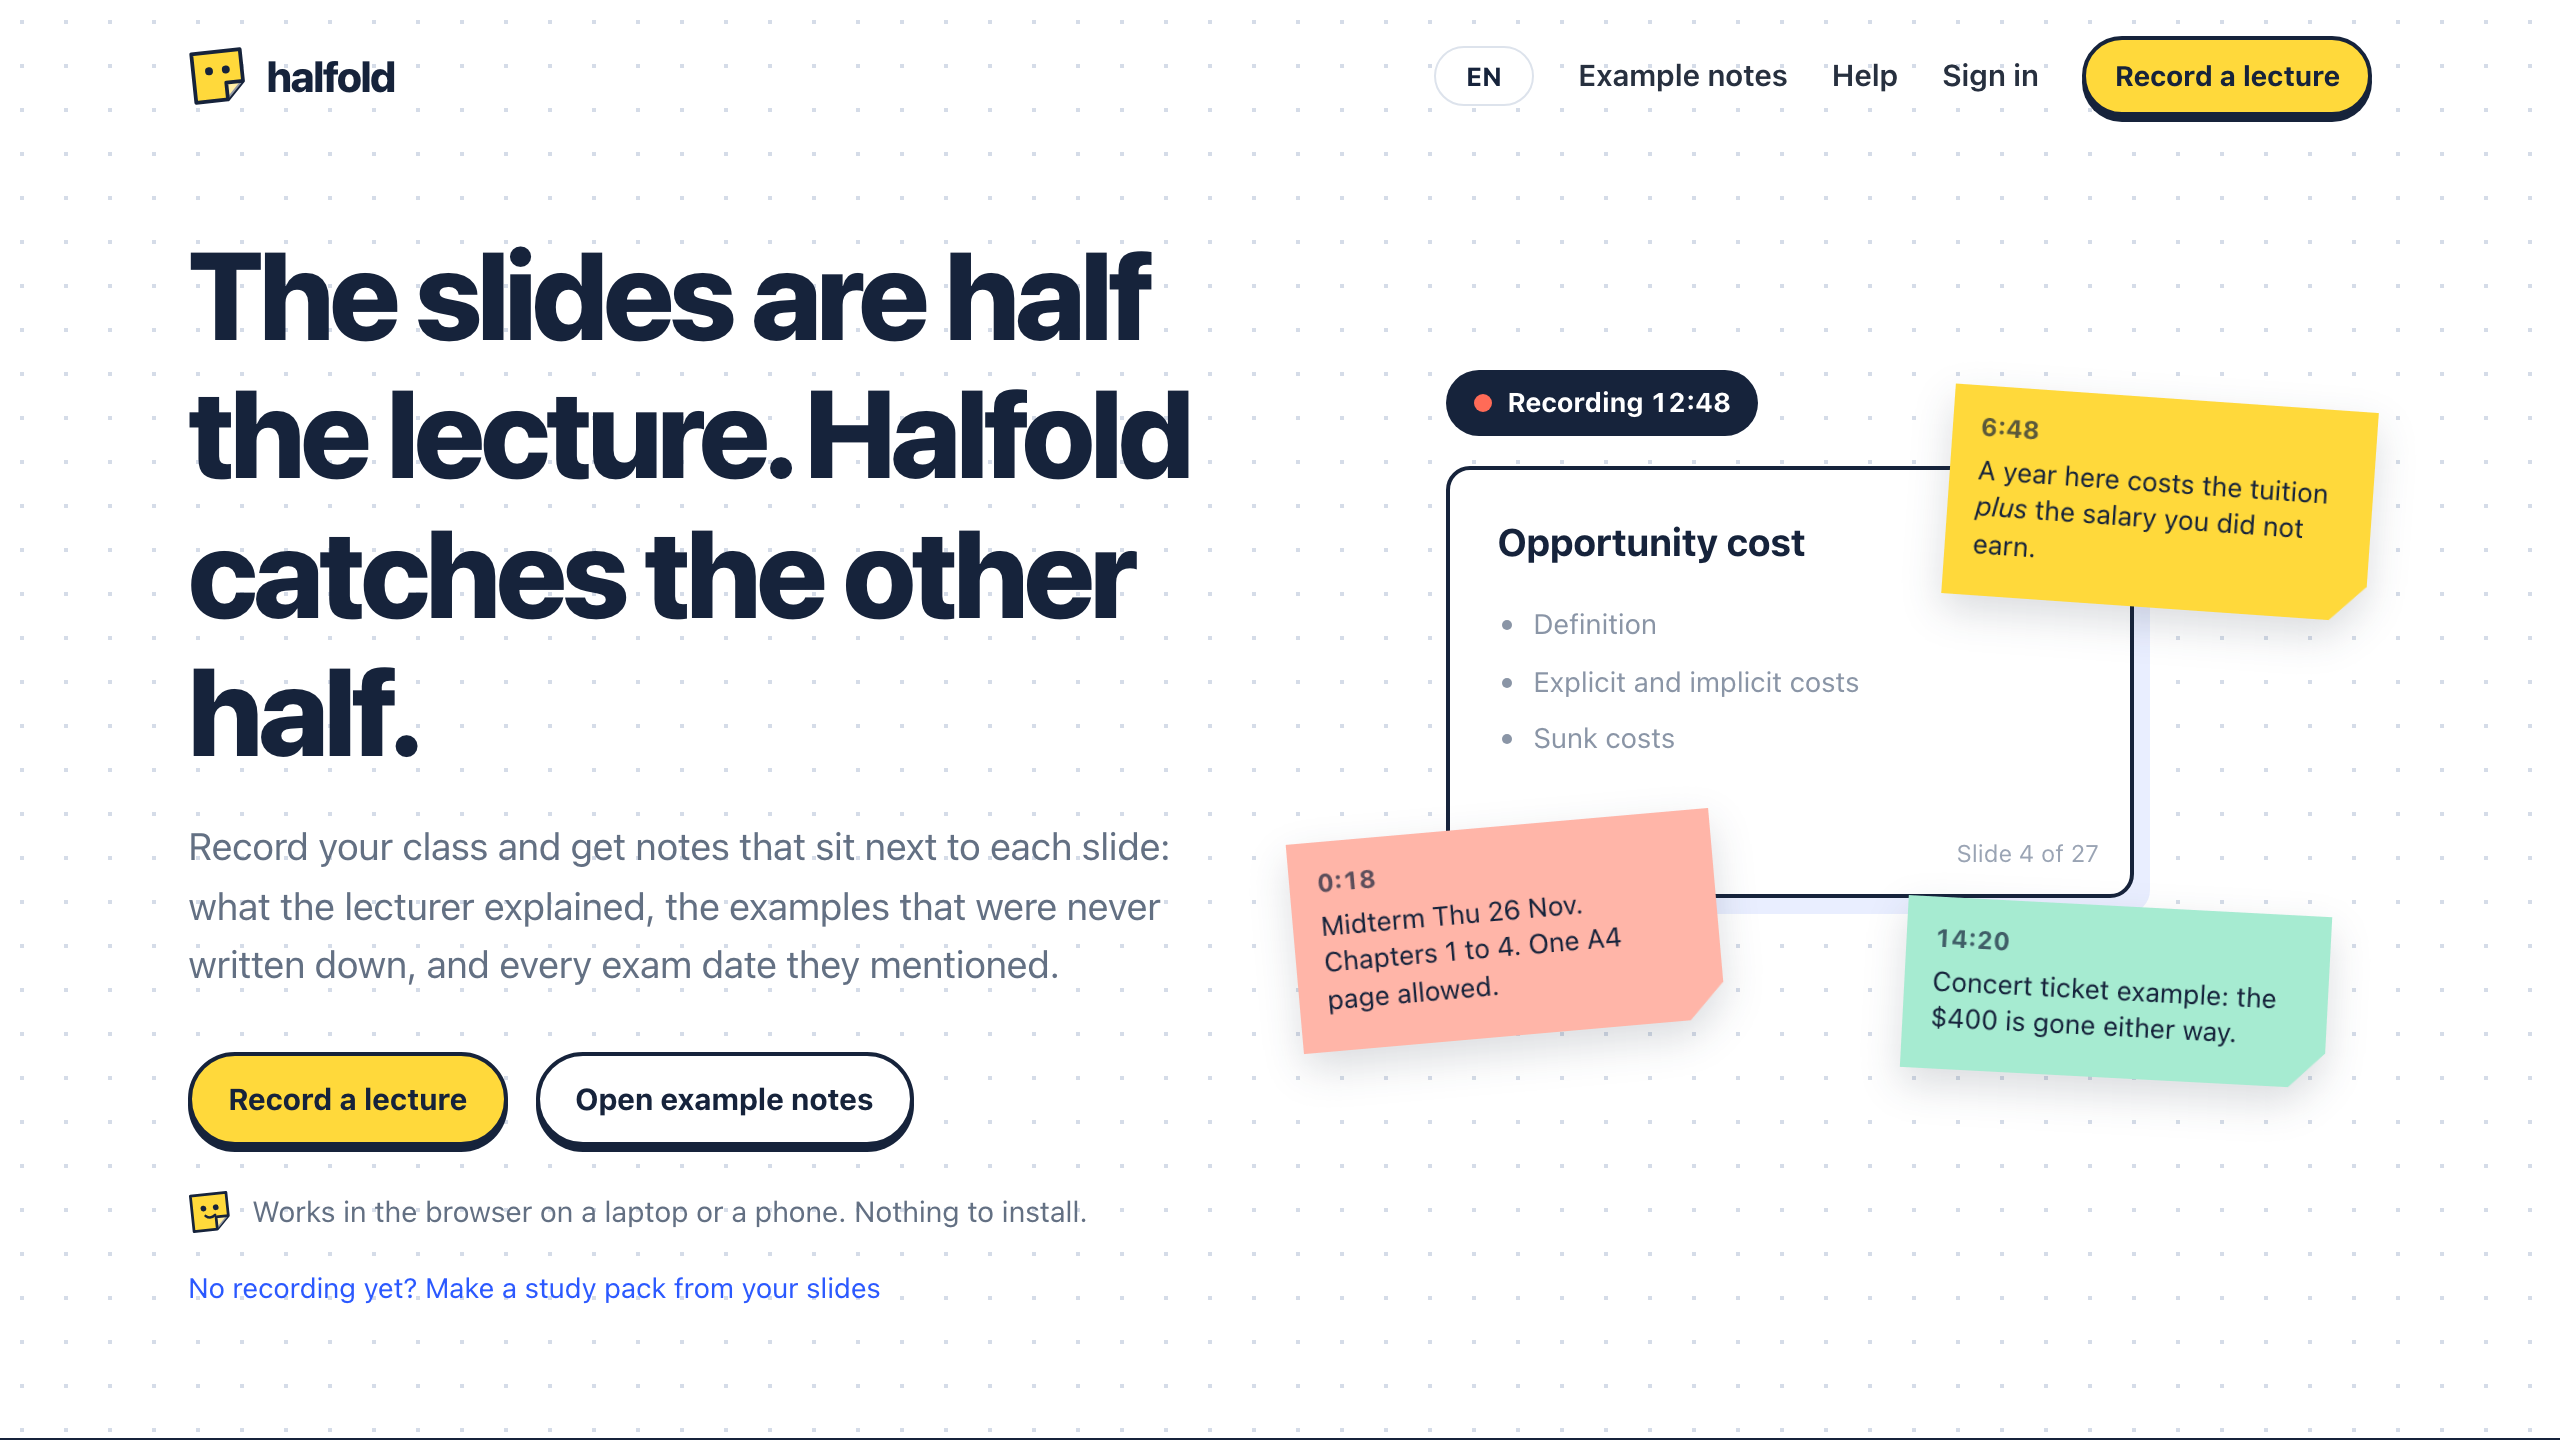 halfold
EN
Example notes
Help
Sign in
Record a lecture
The slides are half
the lecture. Halfold
catches the other
half.
Record your class and get notes that sit next to each slide:
what the lecturer explained, the examples that were never
written down, and every exam date they mentioned.
Record a lecture
Open example notes
Works in the browser on a laptop or a phone. Nothing to install.
No recording yet? Make a study pack from your slides
Recording 12:48
6:48
A year here costs the tuition
plus the salary you did not
earn.
Opportunity cost
• Definition
• Explicit and implicit costs
• Sunk costs
Slide 4 of 27
0:18
Midterm Thu 26 Nov.
Chapters 1 to 4. One A4
page allowed.
14:20
Concert ticket example: the
$400 is gone either way.